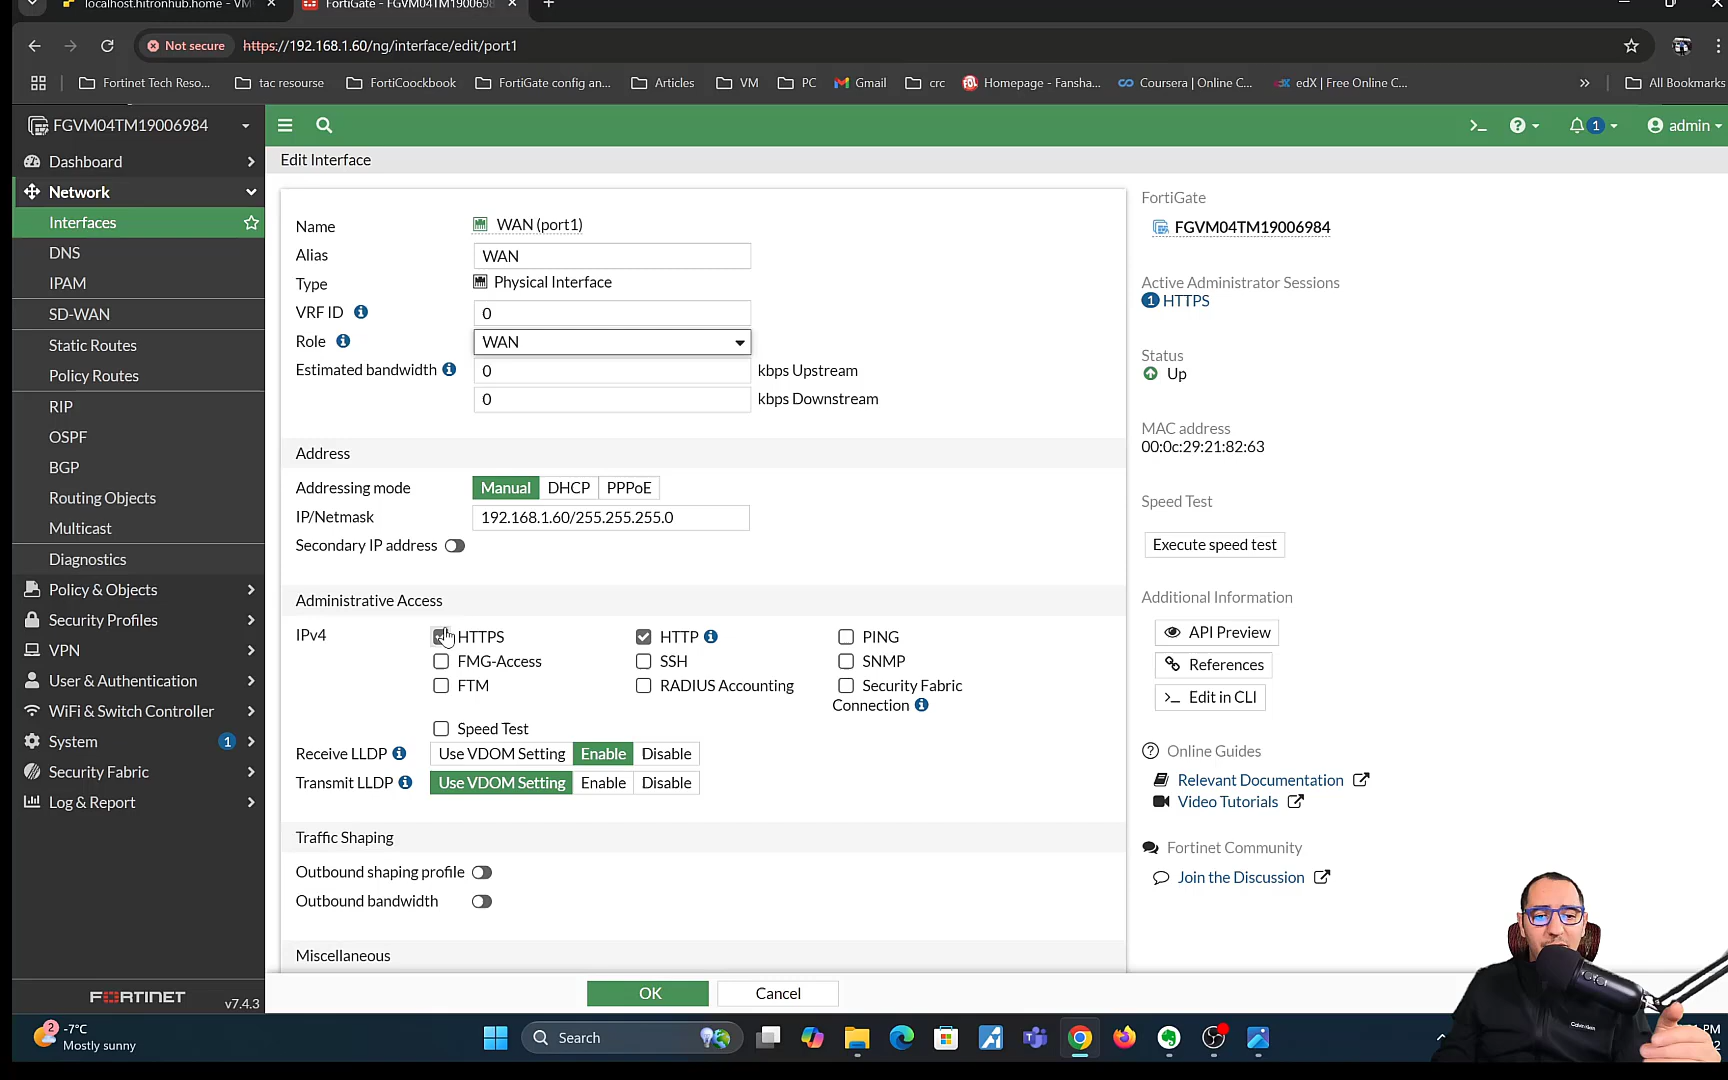 localhost.hitronhub.home - VM
FortiGate - FGVM04TM1900698
Not secure https://192.168.1.60/ng/interface/edit/port1
Fortinet Tech Reso... tac resourse FortiCoockbook FortiGate config an... Articles VM PC Gmail crc Homepage - Fansha... Coursera | Online C... edX | Free Online C... » All Bookmarks
FGVM04TM19006984
1 admin
Dashboard
Network
Interfaces
DNS
IPAM
SD-WAN
Static Routes
Policy Routes
RIP
OSPF
BGP
Routing Objects
Multicast
Diagnostics
Policy & Objects
Security Profiles
VPN
User & Authentication
WiFi & Switch Controller
System 1
Security Fabric
Log & Report
FORTINET v7.4.3
Edit Interface
Name WAN (port1)
Alias WAN
Type Physical Interface
VRF ID 0
Role WAN
Estimated bandwidth 0 kbps Upstream
0 kbps Downstream
Address
Addressing mode Manual DHCP PPPoE
IP/Netmask 192.168.1.60/255.255.255.0
Secondary IP address
Administrative Access
IPv4 HTTPS HTTP PING
FMG-Access SSH SNMP
FTM RADIUS Accounting Security Fabric
Connection
Speed Test
Receive LLDP Use VDOM Setting Enable Disable
Transmit LLDP Use VDOM Setting Enable Disable
Traffic Shaping
Outbound shaping profile
Outbound bandwidth
Miscellaneous
OK Cancel
FortiGate
FGVM04TM19006984
Active Administrator Sessions
1 HTTPS
Status
Up
MAC address
00:0c:29:21:82:63
Speed Test
Execute speed test
Additional Information
API Preview
References
>_ Edit in CLI
Online Guides
Relevant Documentation
Video Tutorials
Fortinet Community
Join the Discussion
Calvin Klein
2 -7°C
Mostly sunny
Search
PM